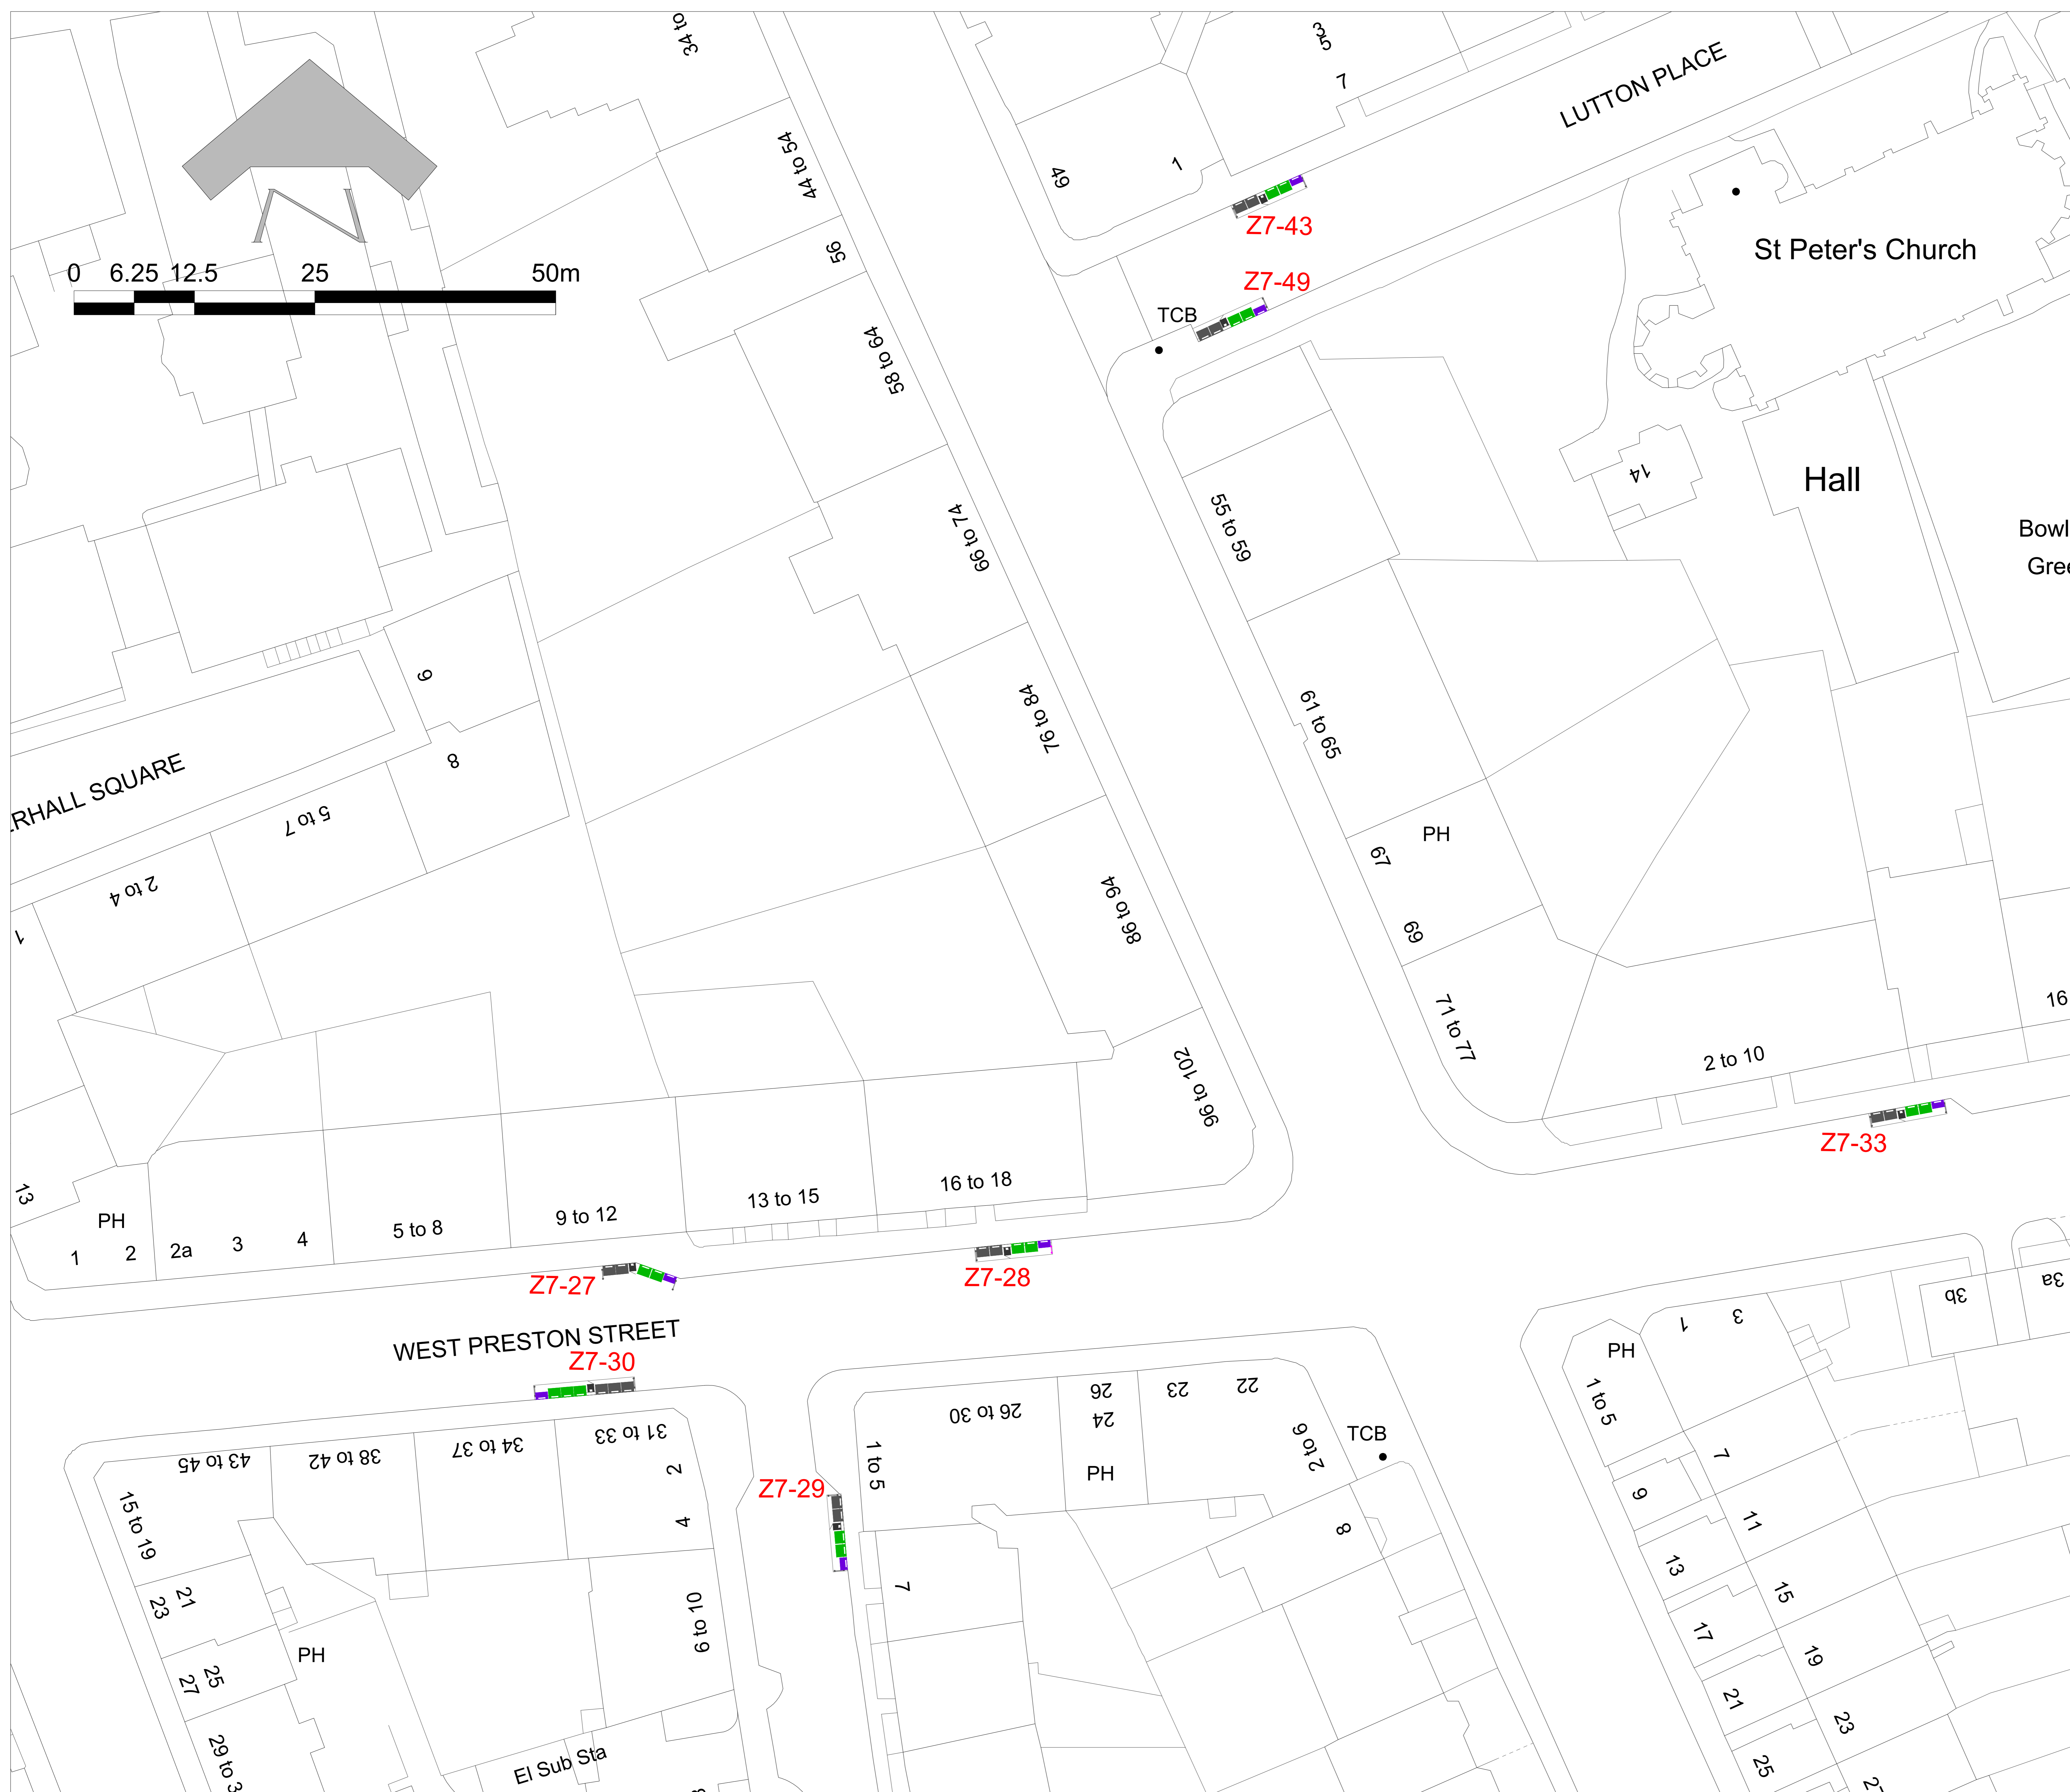 34 to
35
7
LUTTON PLACE
44 to 54
49
1
Z7-43
St Peter's Church
56
0 6.25 12.5 25 50m
Z7-49
TCB
58 to 64
14
Hall
55 to 59
66 to 74
Bowl
Gree
9
61 to 65
76 to 84
8
ERHALL SQUARE
5 to 7
PH
67
2 to 4
86 to 94
69
1
16
71 to 77
2 to 10
96 to 102
Z7-33
13
PH
1
2
2a
3
4
5 to 8
9 to 12
13 to 15
16 to 18
Z7-27
Z7-28
WEST PRESTON STREET
Z7-30
3b
3a
1
3
PH
1 to 5
26 to 30
26
24
PH
23
22
2 to 6
TCB
43 to 45
38 to 42
34 to 37
31 to 33
2
4
1 to 5
Z7-29
15 to 19
7
9
11
8
13
7
21
23
15
6 to 10
17
PH
25
27
19
21
23
29 to 3
El Sub Sta
25
27